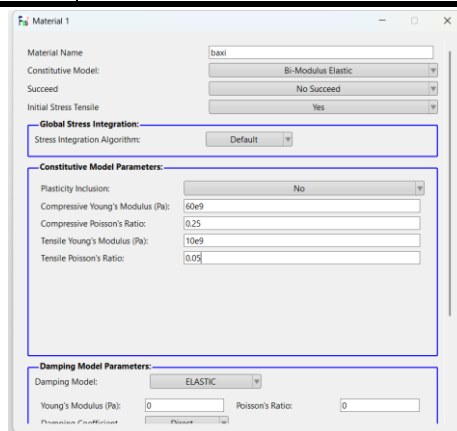 Material 1
Material Name baxi
Constitutive Model: Bi-Modulus Elastic
Succeed No Succeed
Initial Stress Tensile Yes
Global Stress Integration:
Stress Integration Algorithm: Default
Constitutive Model Parameters:
Plasticity Inclusion: No
Compressive Young's Modulus (Pa): 60e9
Compressive Poisson's Ratio: 0.25
Tensile Young's Modulus (Pa): 10e9
Tensile Poisson's Ratio: 0.05
Damping Model Parameters:
Damping Model: ELASTIC
Young's Modulus (Pa): 0 Poisson's Ratio: 0
Damping Coefficient Direct